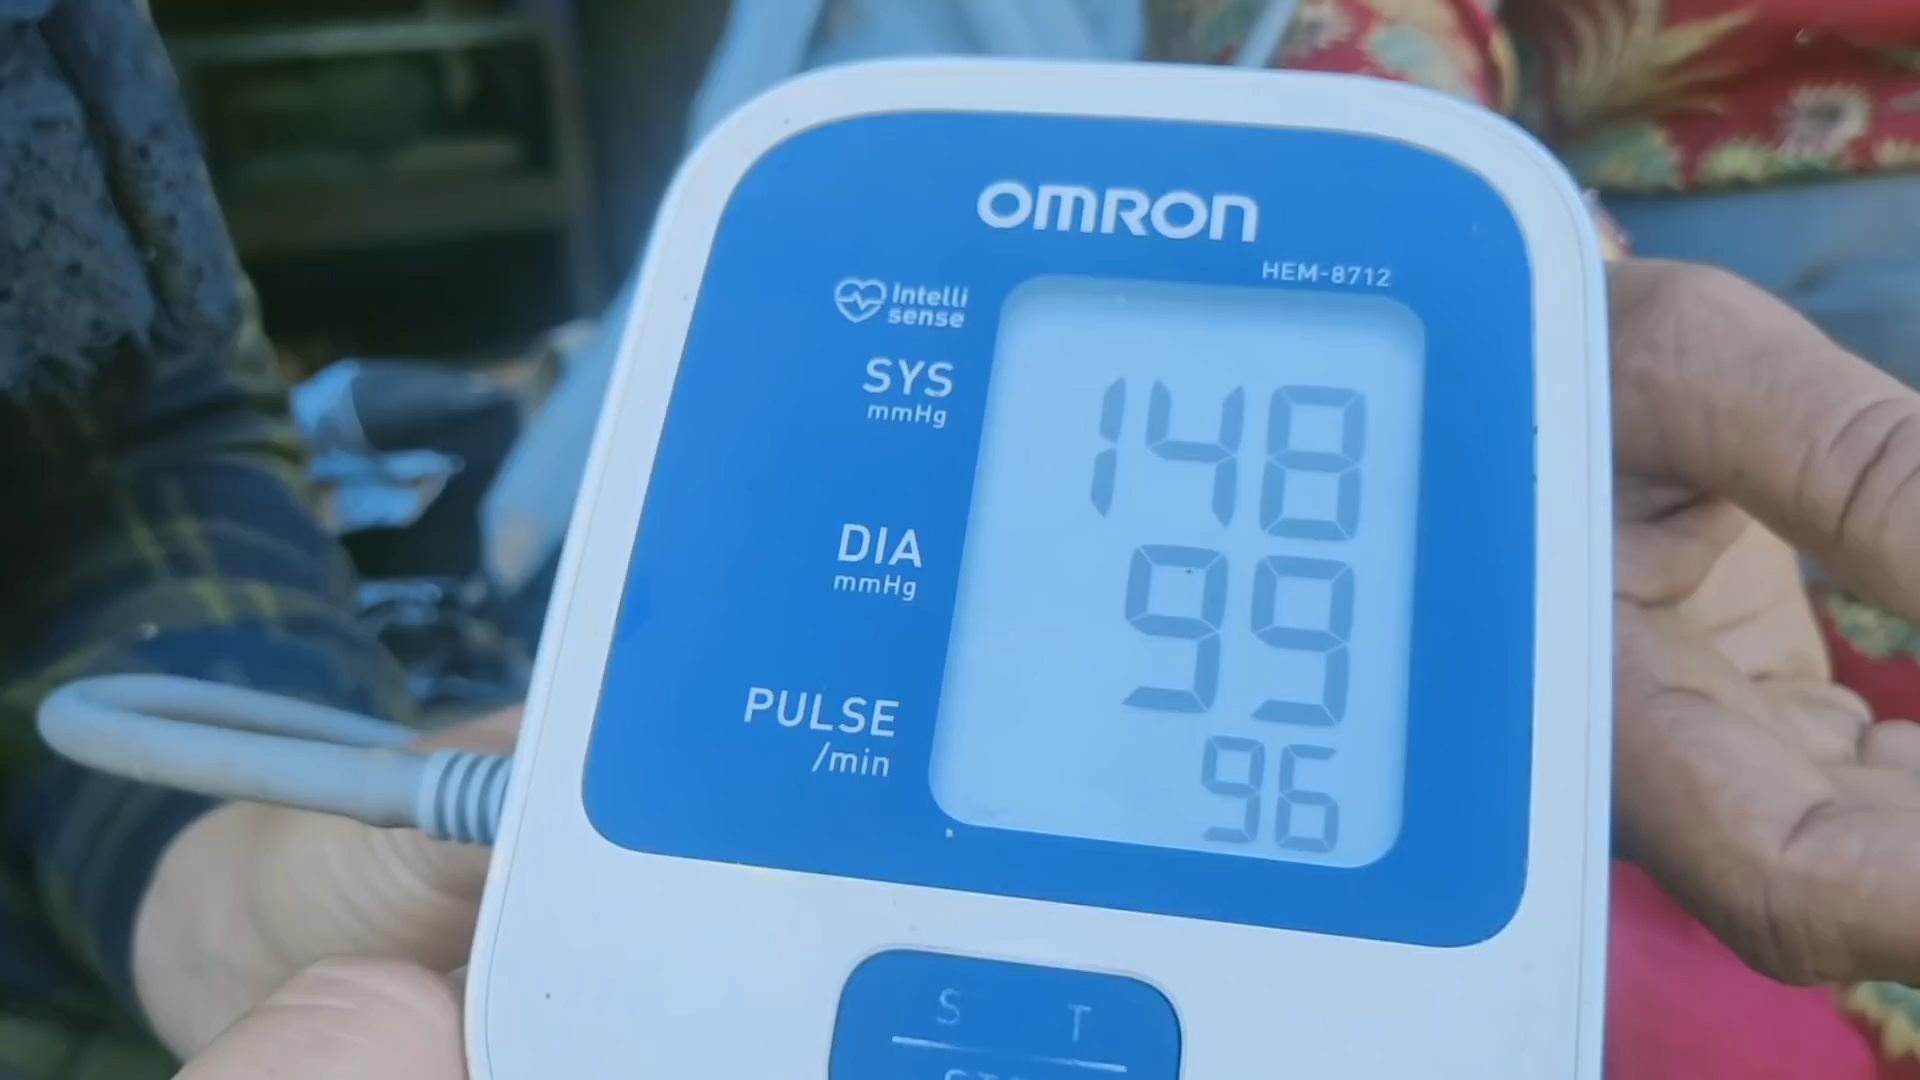 OMRON
HEM-8712
Intelli
sense
SYS
mmHg
148
DIA
mmHg
99
PULSE
/min
96
S T